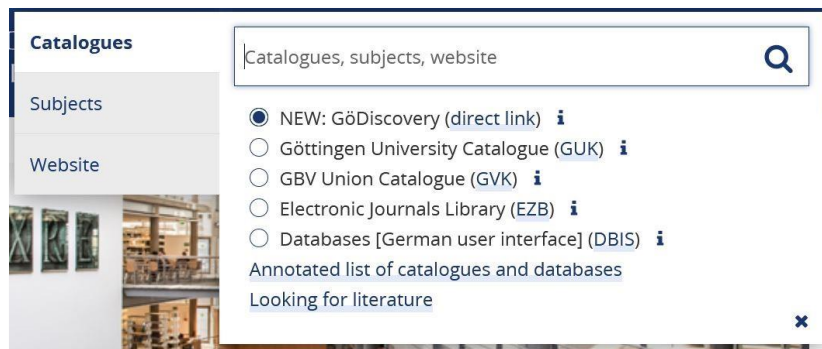 Catalogues
Subjects
Website
Catalogues, subjects, website
NEW: GöDiscovery (direct link) i
Göttingen University Catalogue (GUK) i
GBV Union Catalogue (GVK) i
Electronic Journals Library (EZB) i
Databases [German user interface] (DBIS) i
Annotated list of catalogues and databases
Looking for literature